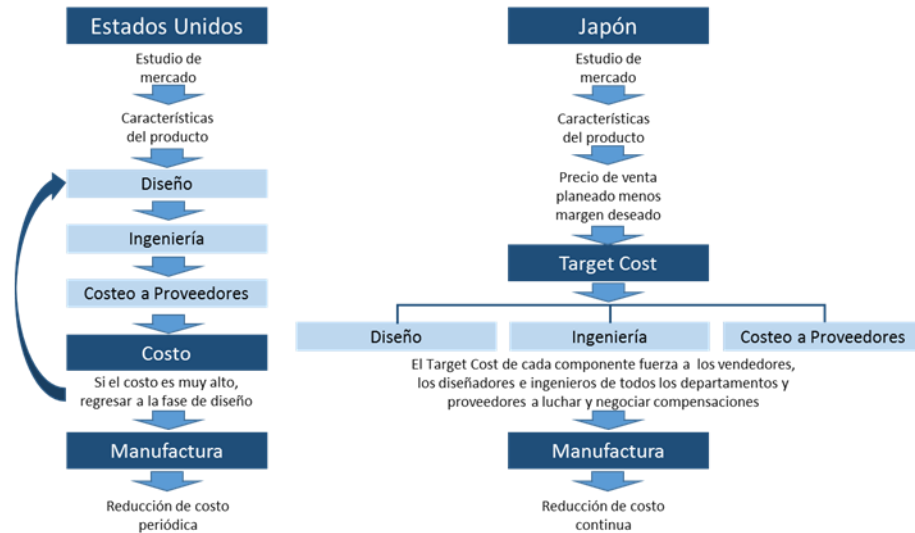 Estados Unidos
Estudio de
mercado
Características
del producto
Diseño
Ingeniería
Costeo a Proveedores
Costo
Si el costo es muy alto,
regresar a la fase de diseño
Manufactura
Reducción de costo
periódica
Japón
Estudio de
mercado
Características
del producto
Precio de venta
planeado menos
margen deseado
Target Cost
Diseño
Ingeniería
Costeo a Proveedores
El Target Cost de cada componente fuerza a los vendedores,
los diseñadores e ingenieros de todos los departamentos y
proveedores a luchar y negociar compensaciones
Manufactura
Reducción de costo
continua